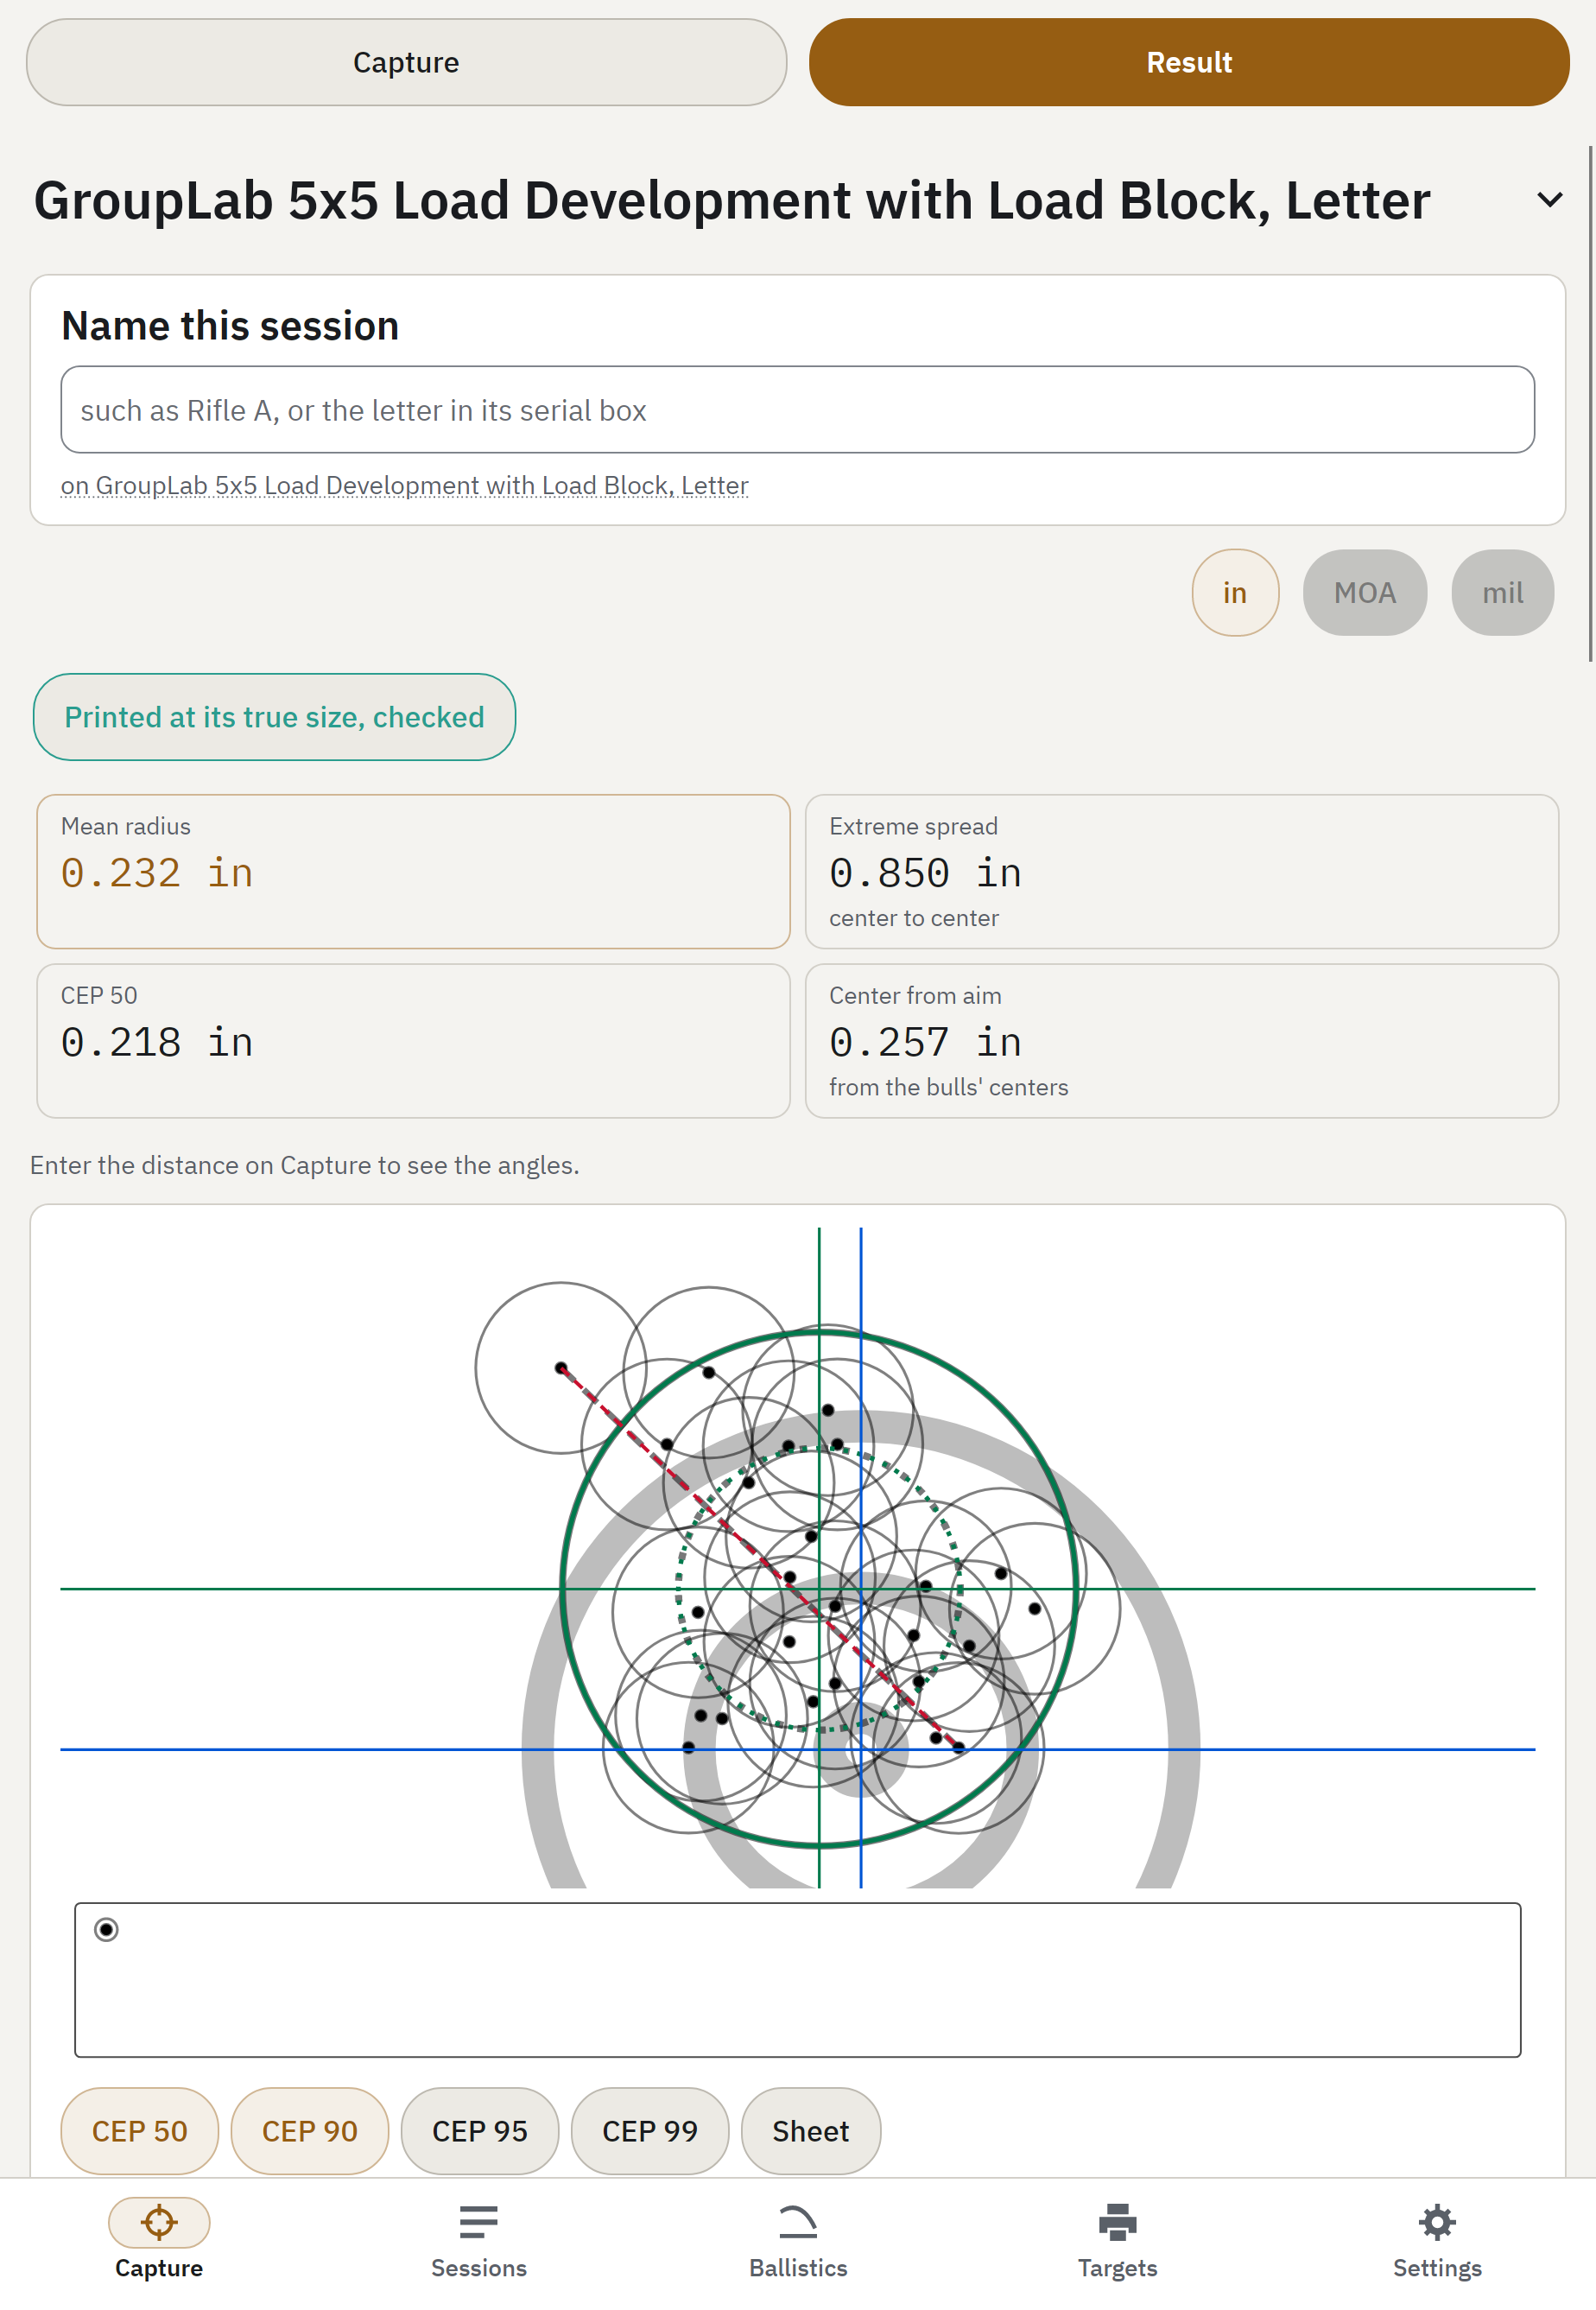 Capture
Result
GroupLab 5x5 Load Development with Load Block, Letter
Name this session
such as Rifle A, or the letter in its serial box
on GroupLab 5x5 Load Development with Load Block, Letter
in
MOA
mil
Printed at its true size, checked
Mean radius
0.232 in
Extreme spread
0.850 in
center to center
CEP 50
0.218 in
Center from aim
0.257 in
from the bulls' centers
Enter the distance on Capture to see the angles.
CEP 50
CEP 90
CEP 95
CEP 99
Sheet
Capture
Sessions
Ballistics
Targets
Settings